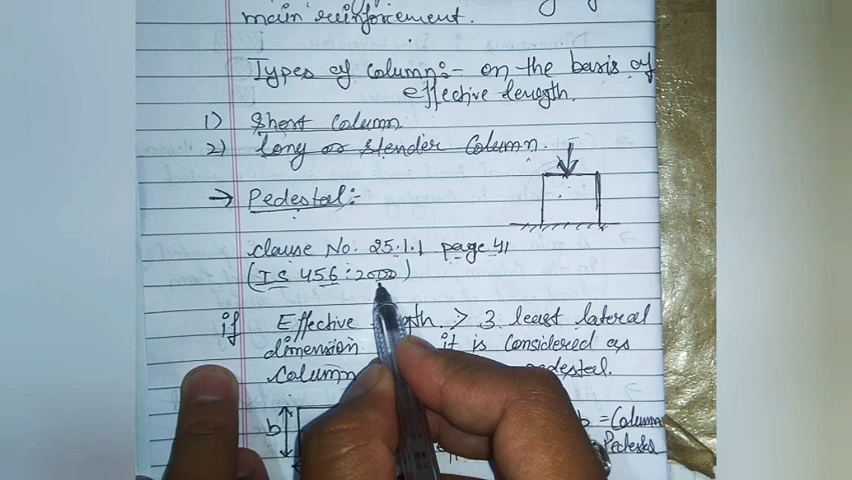 main reinforcement.
Types of Column:- on the basis of
effective length.
1) Short Column
2) long or slender Column.
→ Pedestal:-
clause No. 25.1.1 page 41
(IS 456:2000)
if Effective > 3 least lateral
dimension it is considered as
Column pedestal.
b b = Column
Pedestal